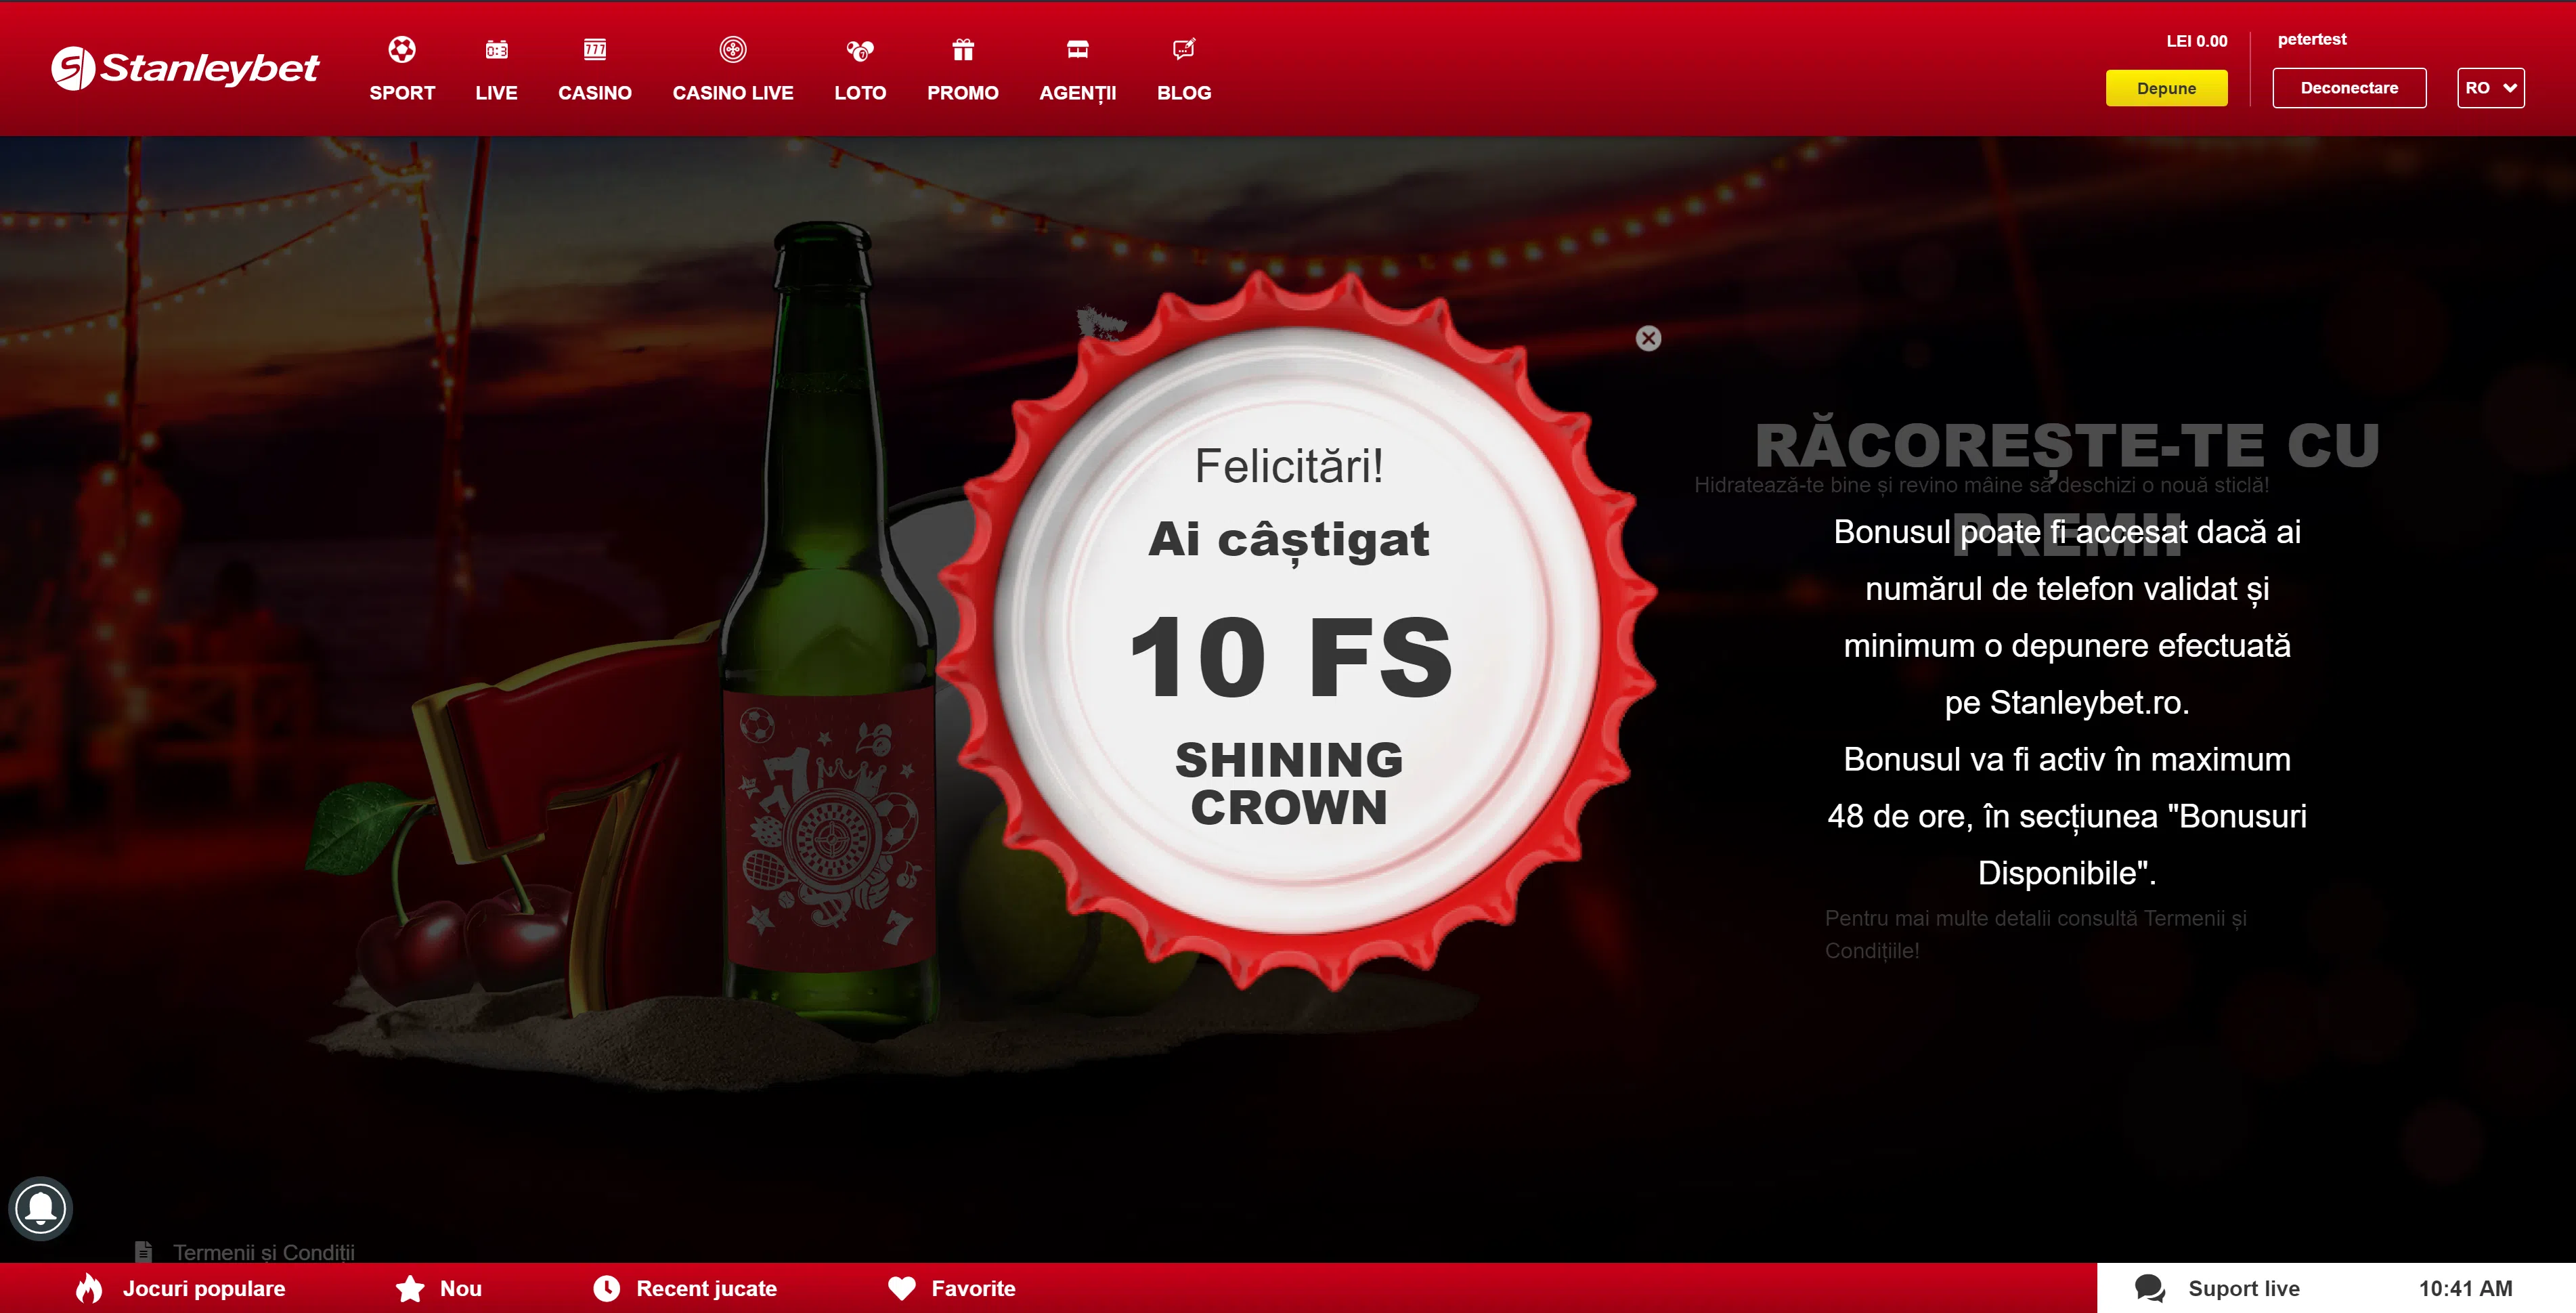 Stanleybet
SPORT
LIVE
CASINO
CASINO LIVE
LOTO
PROMO
AGENȚII
BLOG
LEI 0.00
petertest
Depune
Deconectare
RO
Felicitări!
Ai câștigat
10 FS
SHINING
CROWN
RĂCOREȘTE-TE CU
PREMII
Hidratează-te bine și revino mâine să deschizi o nouă sticlă!
Bonusul poate fi accesat dacă ai
numărul de telefon validat și
minimum o depunere efectuată
pe Stanleybet.ro.
Bonusul va fi activ în maximum
48 de ore, în secțiunea "Bonusuri
Disponibile".
Pentru mai multe detalii consultă Termenii și
Condițiile!
Termenii și Condiții
Jocuri populare
Nou
Recent jucate
Favorite
Suport live
10:41 AM